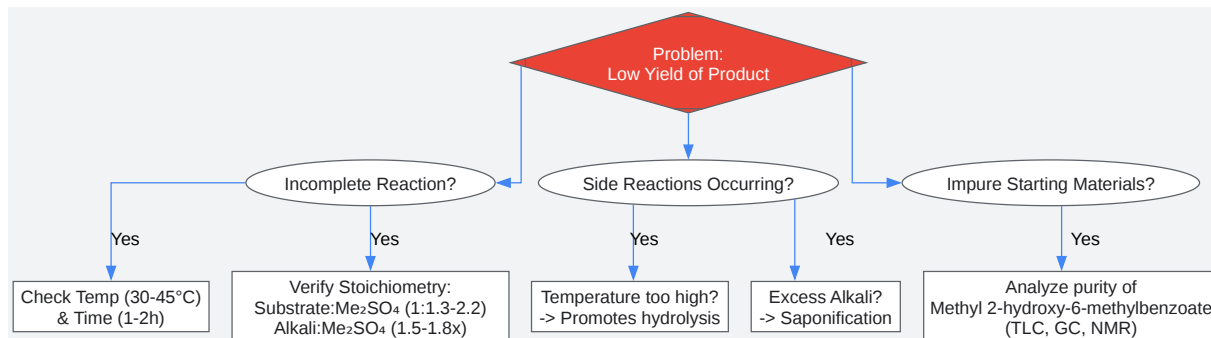 Problem:
Low Yield of Product
Incomplete Reaction?
Side Reactions Occurring?
Impure Starting Materials?
Yes
Yes
Yes
Yes
Yes
Check Temp (30-45°C)
& Time (1-2h)
Verify Stoichiometry:
Substrate:Me₂SO₄ (1:1.3-2.2)
Alkali:Me₂SO₄ (1.5-1.8x)
Temperature too high?
-> Promotes hydrolysis
Excess Alkali?
-> Saponification
Analyze purity of
Methyl 2-hydroxy-6-methylbenzoate
(TLC, GC, NMR)